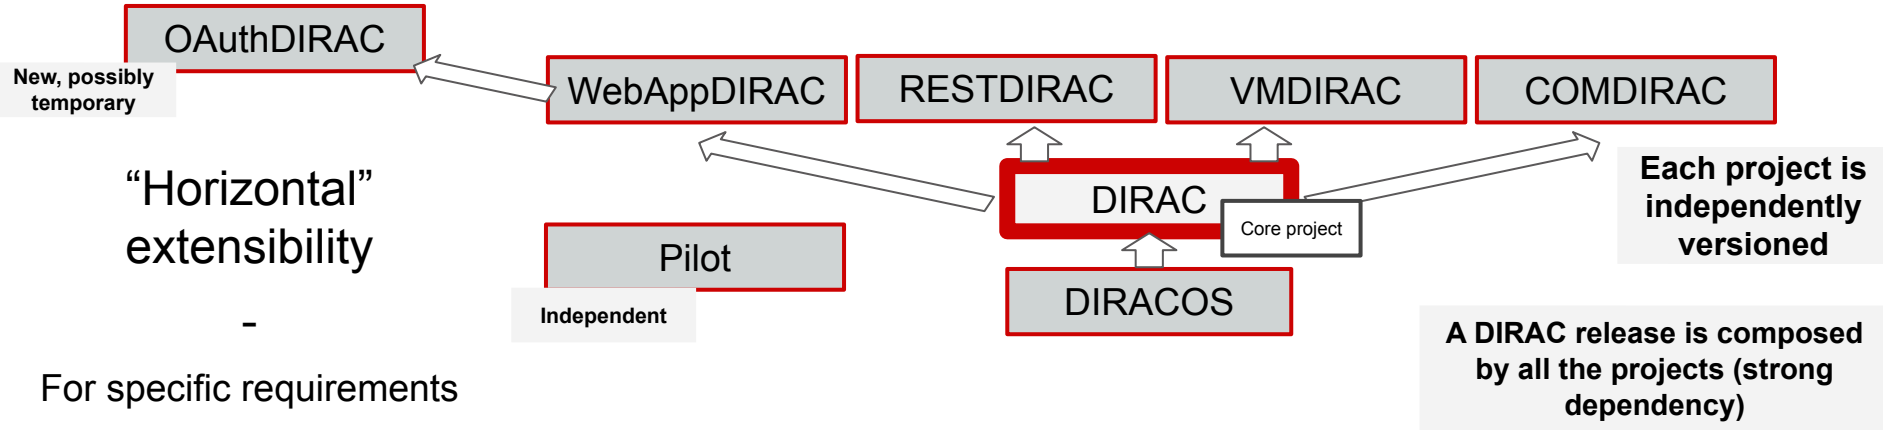 OAuthDIRAC
New, possibly
temporary
WebAppDIRAC
RESTDIRAC
VMDIRAC
COMDIRAC
“Horizontal”
extensibility
-
For specific requirements
DIRAC
Core project
Pilot
Independent
DIRACOS
Each project is
independently
versioned
A DIRAC release is composed
by all the projects (strong
dependency)